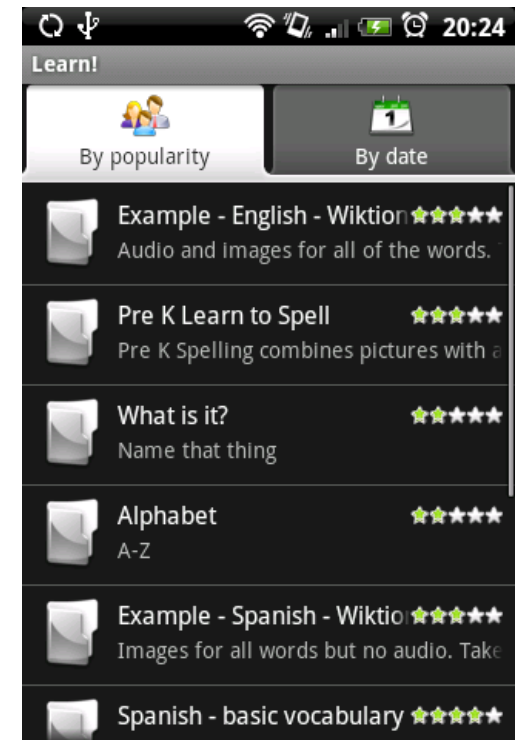 20:24
Learn!
By popularity
1
By date
Example - English - Wiktion
Audio and images for all of the words.
Pre K Learn to Spell
Pre K Spelling combines pictures with a
What is it?
Name that thing
Alphabet
A-Z
Example - Spanish - Wiktio
Images for all words but no audio. Take
Spanish - basic vocabulary